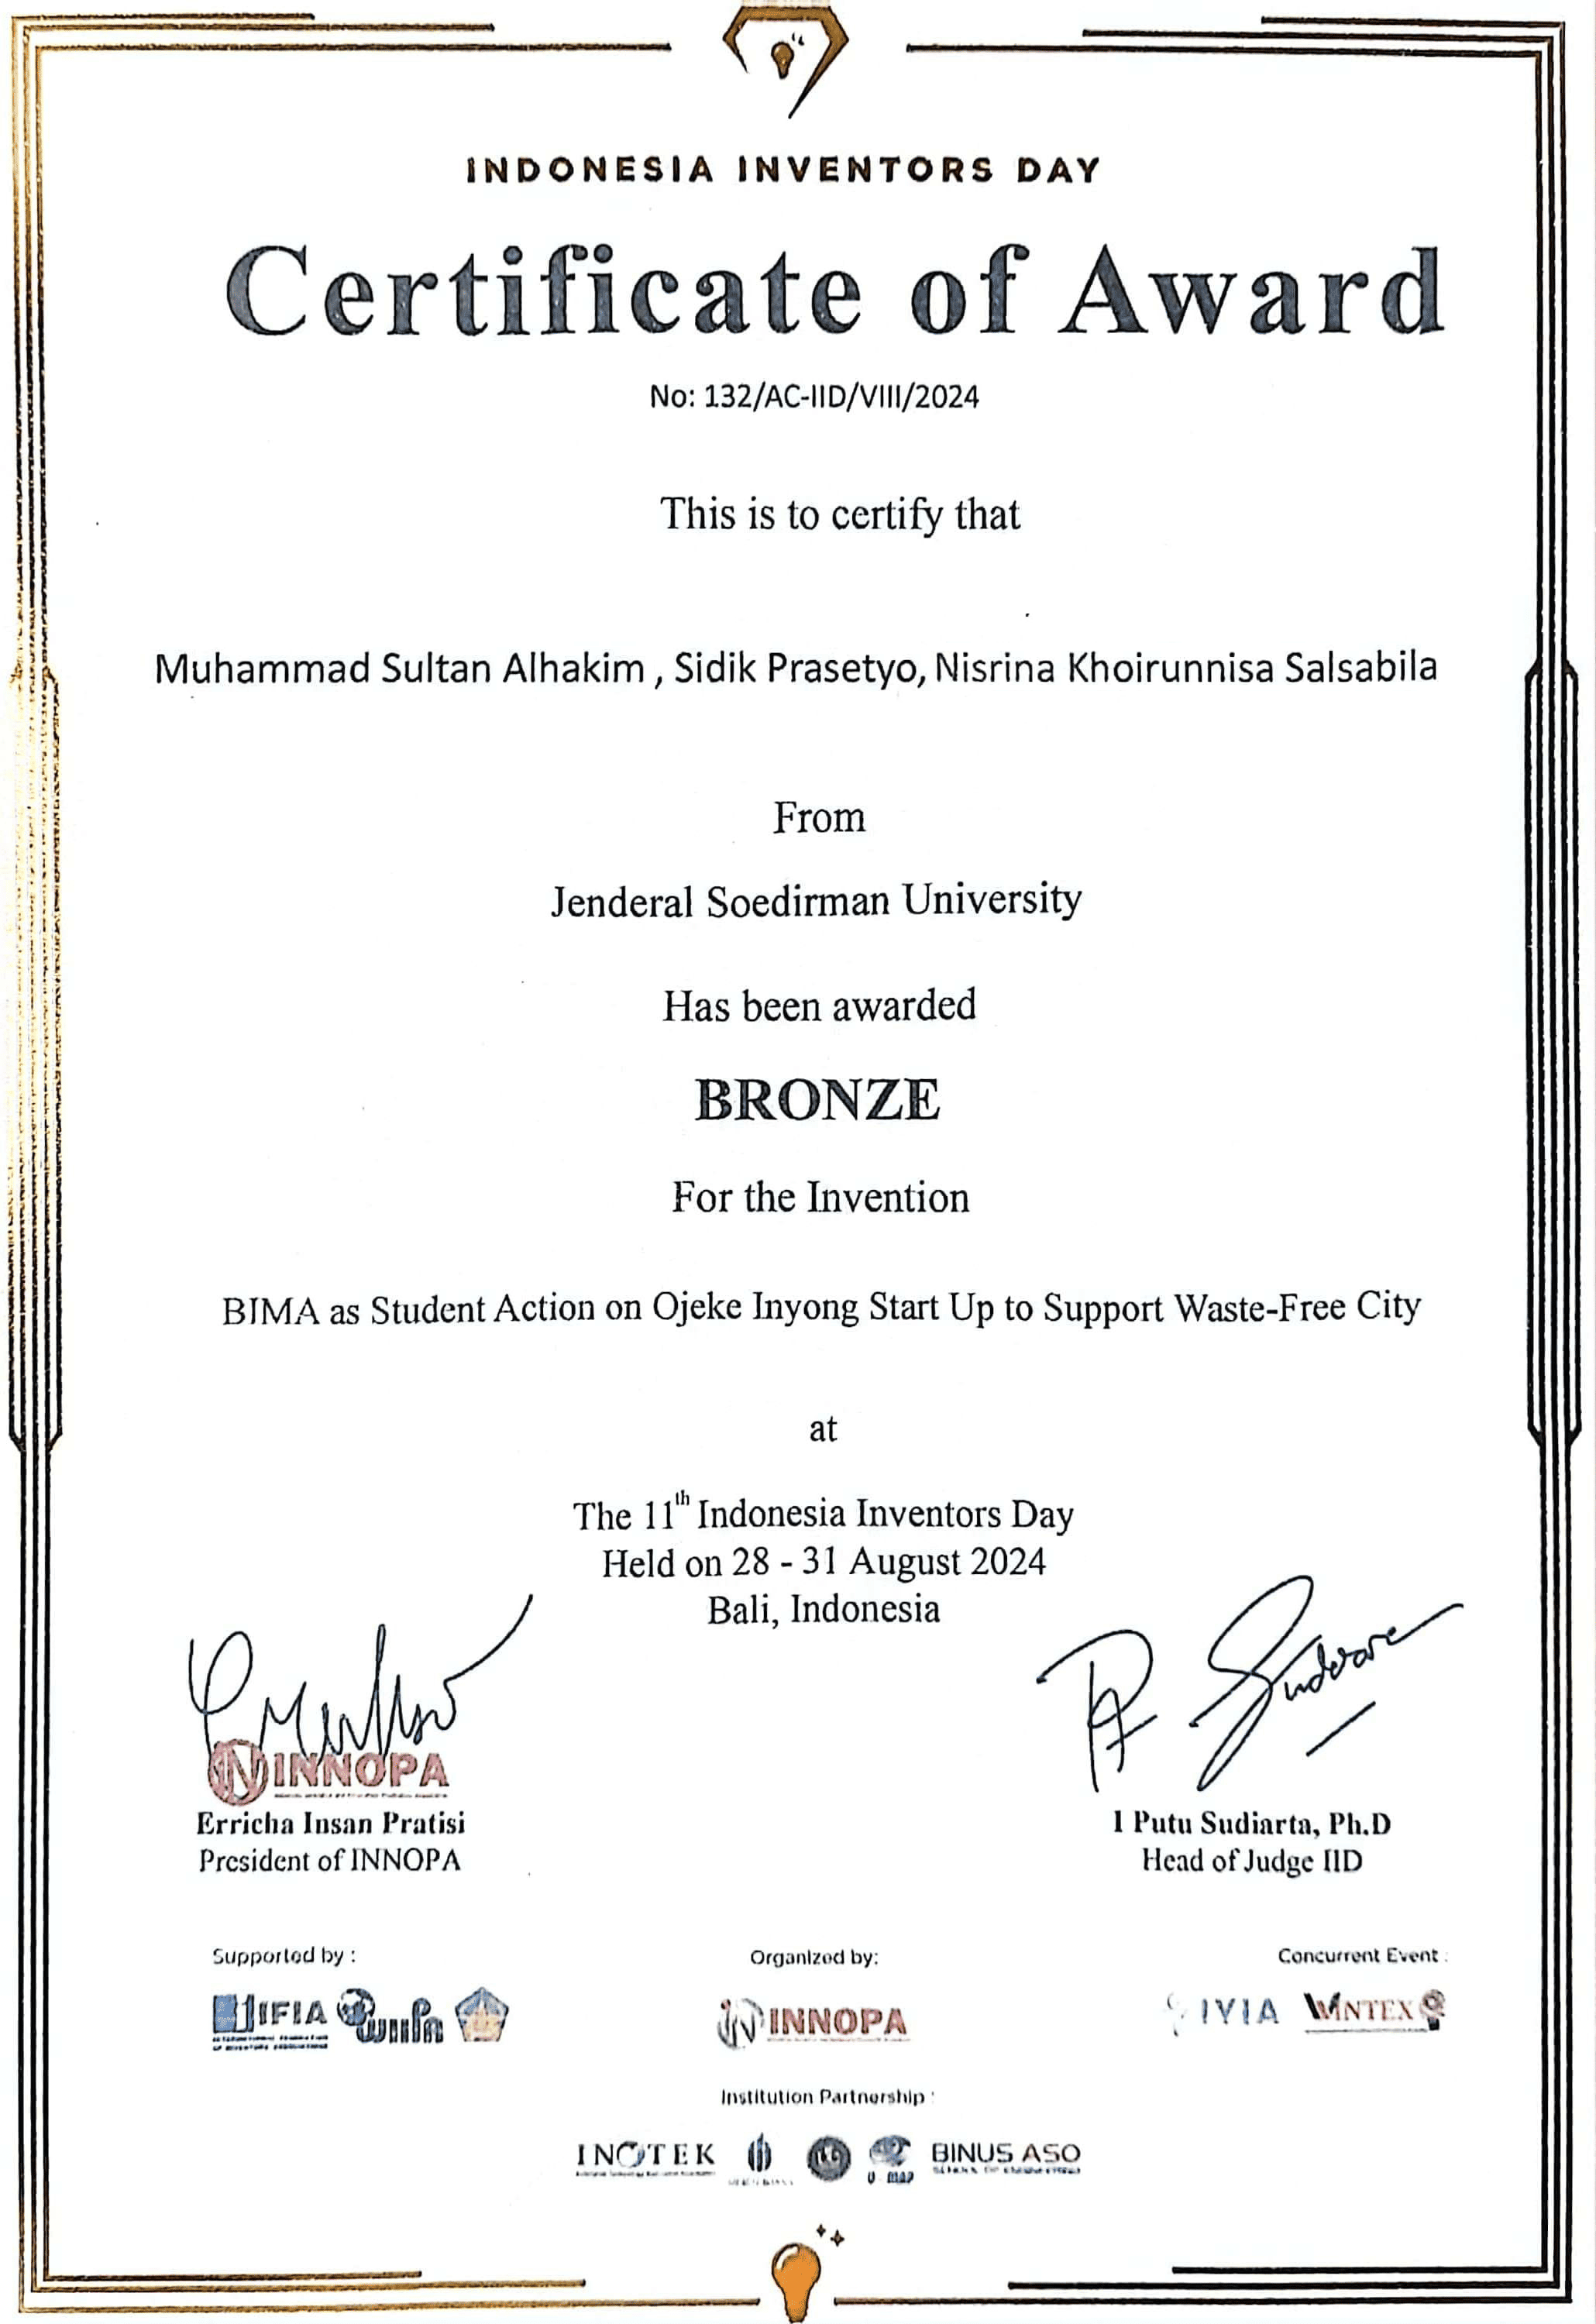 INDONESIA INVENTORS DAY
Certificate of Award
No: 132/AC-IID/VIII/2024
This is to certify that
Muhammad Sultan Alhakim , Sidik Prasetyo, Nisrina Khoirunnisa Salsabila
From
Jenderal Soedirman University
Has been awarded
BRONZE
For the Invention
BIMA as Student Action on Ojeke Inyong Start Up to Support Waste-Free City
at
The 11th Indonesia Inventors Day
Held on 28 - 31 August 2024
Bali, Indonesia
INNOPA
Erricha Insan Pratisi
President of INNOPA
I Putu Sudiarta, Ph.D
Head of Judge IID
Supported by :
IFIA
Organized by:
INNOPA
Concurrent Event :
IYIA WINTEX
Institution Partnership :
INOTEK BINUS ASO
SCHOOL OF ENGINEERING